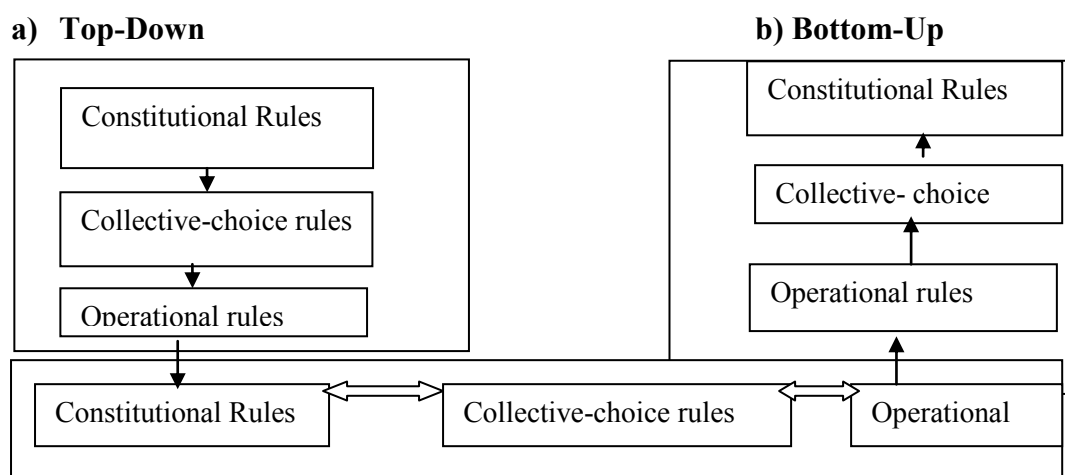 a) Top-Down
b) Bottom-Up
Constitutional Rules
Collective-choice rules
Operational rules
Constitutional Rules
Collective- choice
Operational rules
Constitutional Rules
Collective-choice rules
Operational